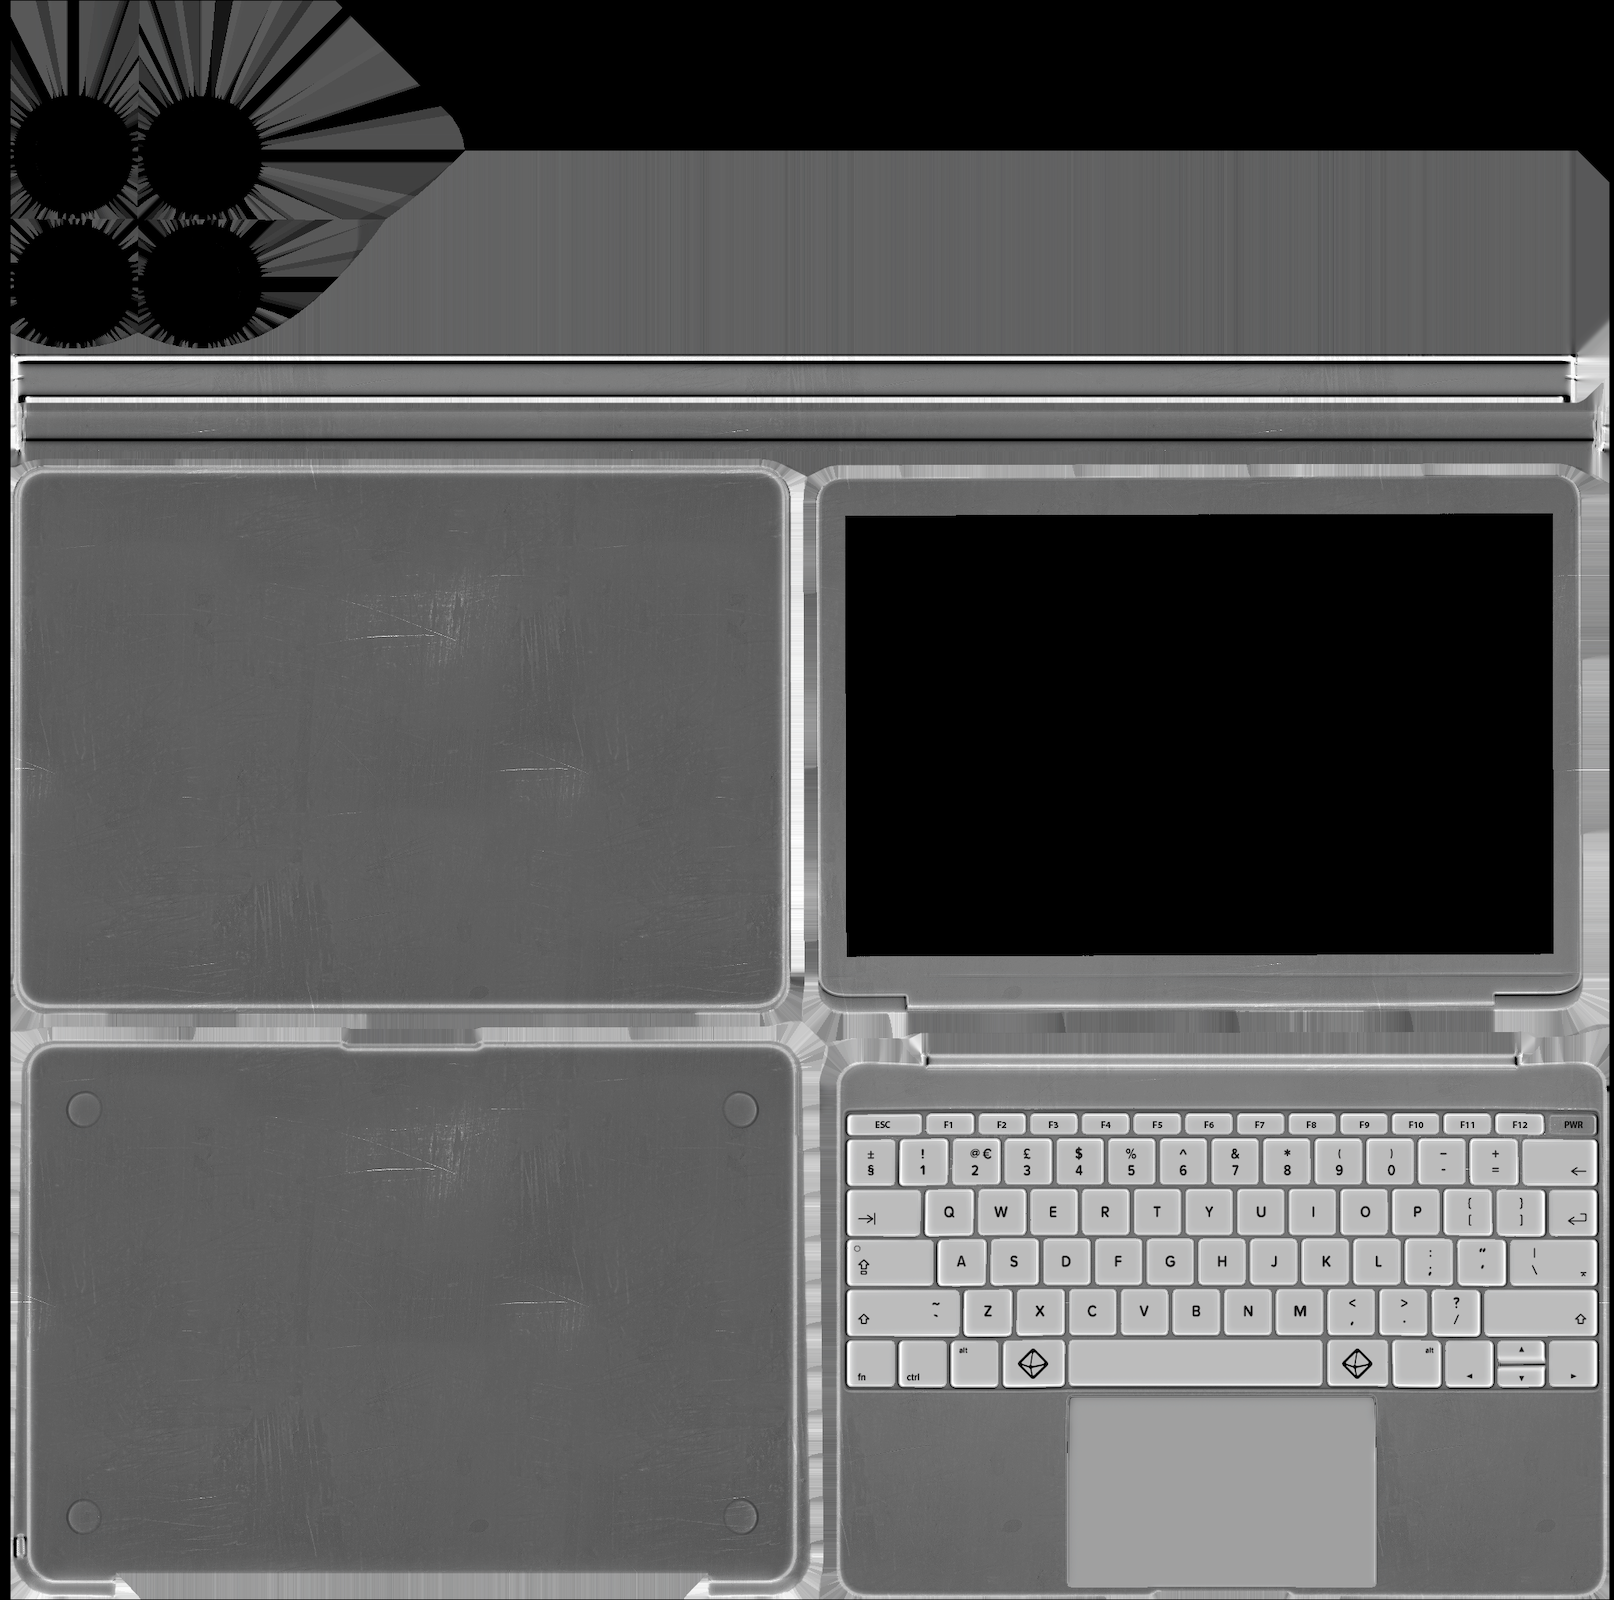 ESC F1 F2 F3 F4 F5 F6 F7 F8 F9 F10 F11 F12 PWR
± ! @€ £ $ % ^ & * ( ) – +
§ 1 2 3 4 5 6 7 8 9 0 - = ←
→| Q W E R T Y U I O P { }
[ ]
A S D F G H J K L : ” |
; ’ \
~ Z X C V B N M < > ?
` , . /
alt alt
fn ctrl